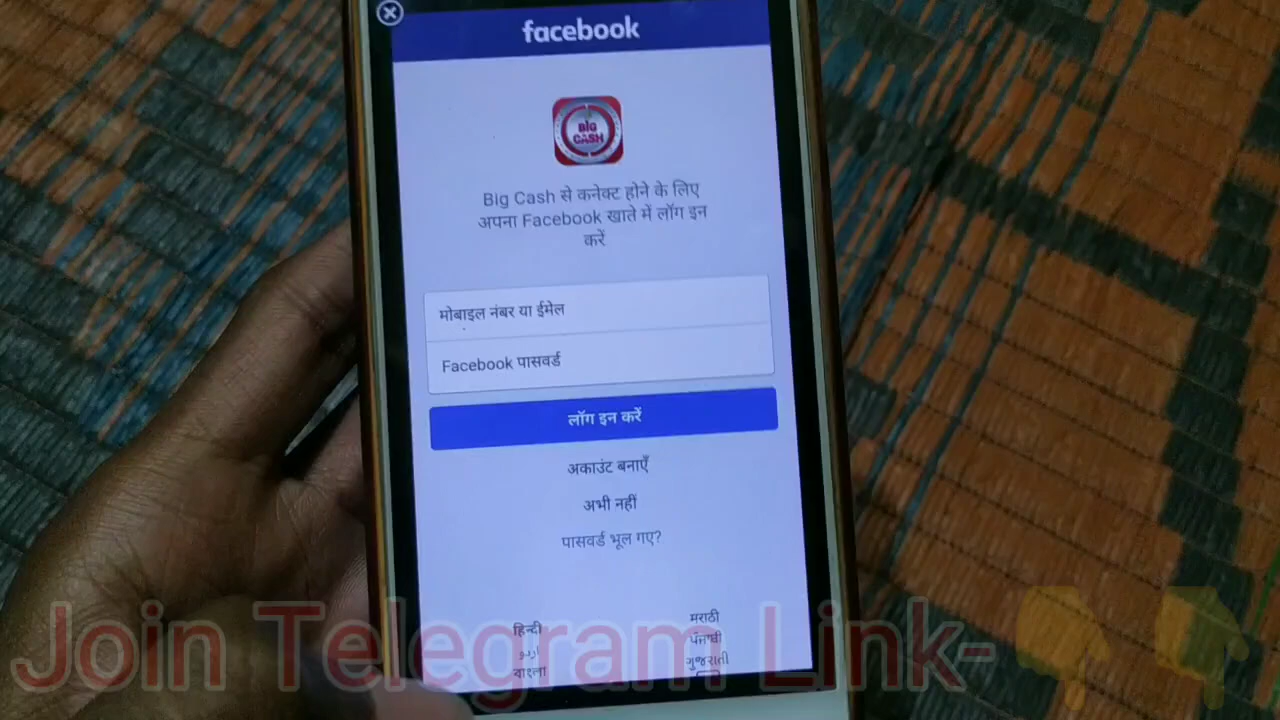 facebook
BIG
CASH
Big Cash से कनेक्ट होने के लिए
अपना Facebook खाते में लॉग इन
करें
मोबाइल नंबर या ईमेल
Facebook पासवर्ड
लॉग इन करें
अकाउंट बनाएँ
अभी नहीं
पासवर्ड भूल गए?
हिन्दी
मराठी
اردو
ਪੰਜਾਬੀ
বাংলা
ગુજરાતી
Join Telegram Link-